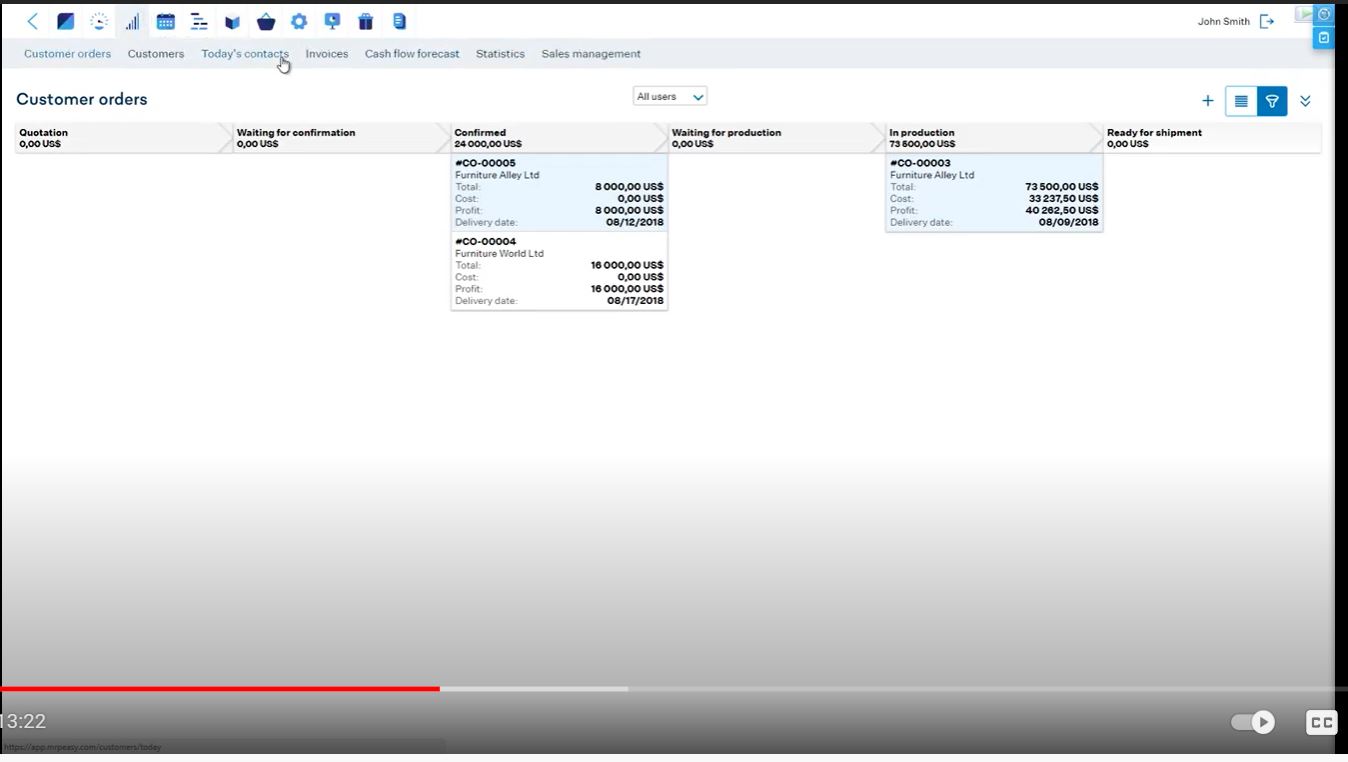 John Smith
Customer orders Customers Today's contacts Invoices Cash flow forecast Statistics Sales management
Customer orders
All users
Quotation
0,00 US$
Waiting for confirmation
0,00 US$
Confirmed
24 000,00 US$
Waiting for production
0,00 US$
In production
73 500,00 US$
Ready for shipment
0,00 US$
#CO-00005
Furniture Alley Ltd
Total: 8 000,00 US$
Cost: 0,00 US$
Profit: 8 000,00 US$
Delivery date: 08/12/2018
#CO-00004
Furniture World Ltd
Total: 16 000,00 US$
Cost: 0,00 US$
Profit: 16 000,00 US$
Delivery date: 08/17/2018
#CO-00003
Furniture Alley Ltd
Total: 73 500,00 US$
Cost: 33 237,50 US$
Profit: 40 262,50 US$
Delivery date: 08/09/2018
13:22
CC
https://app.mrpeasy.com/customers/today